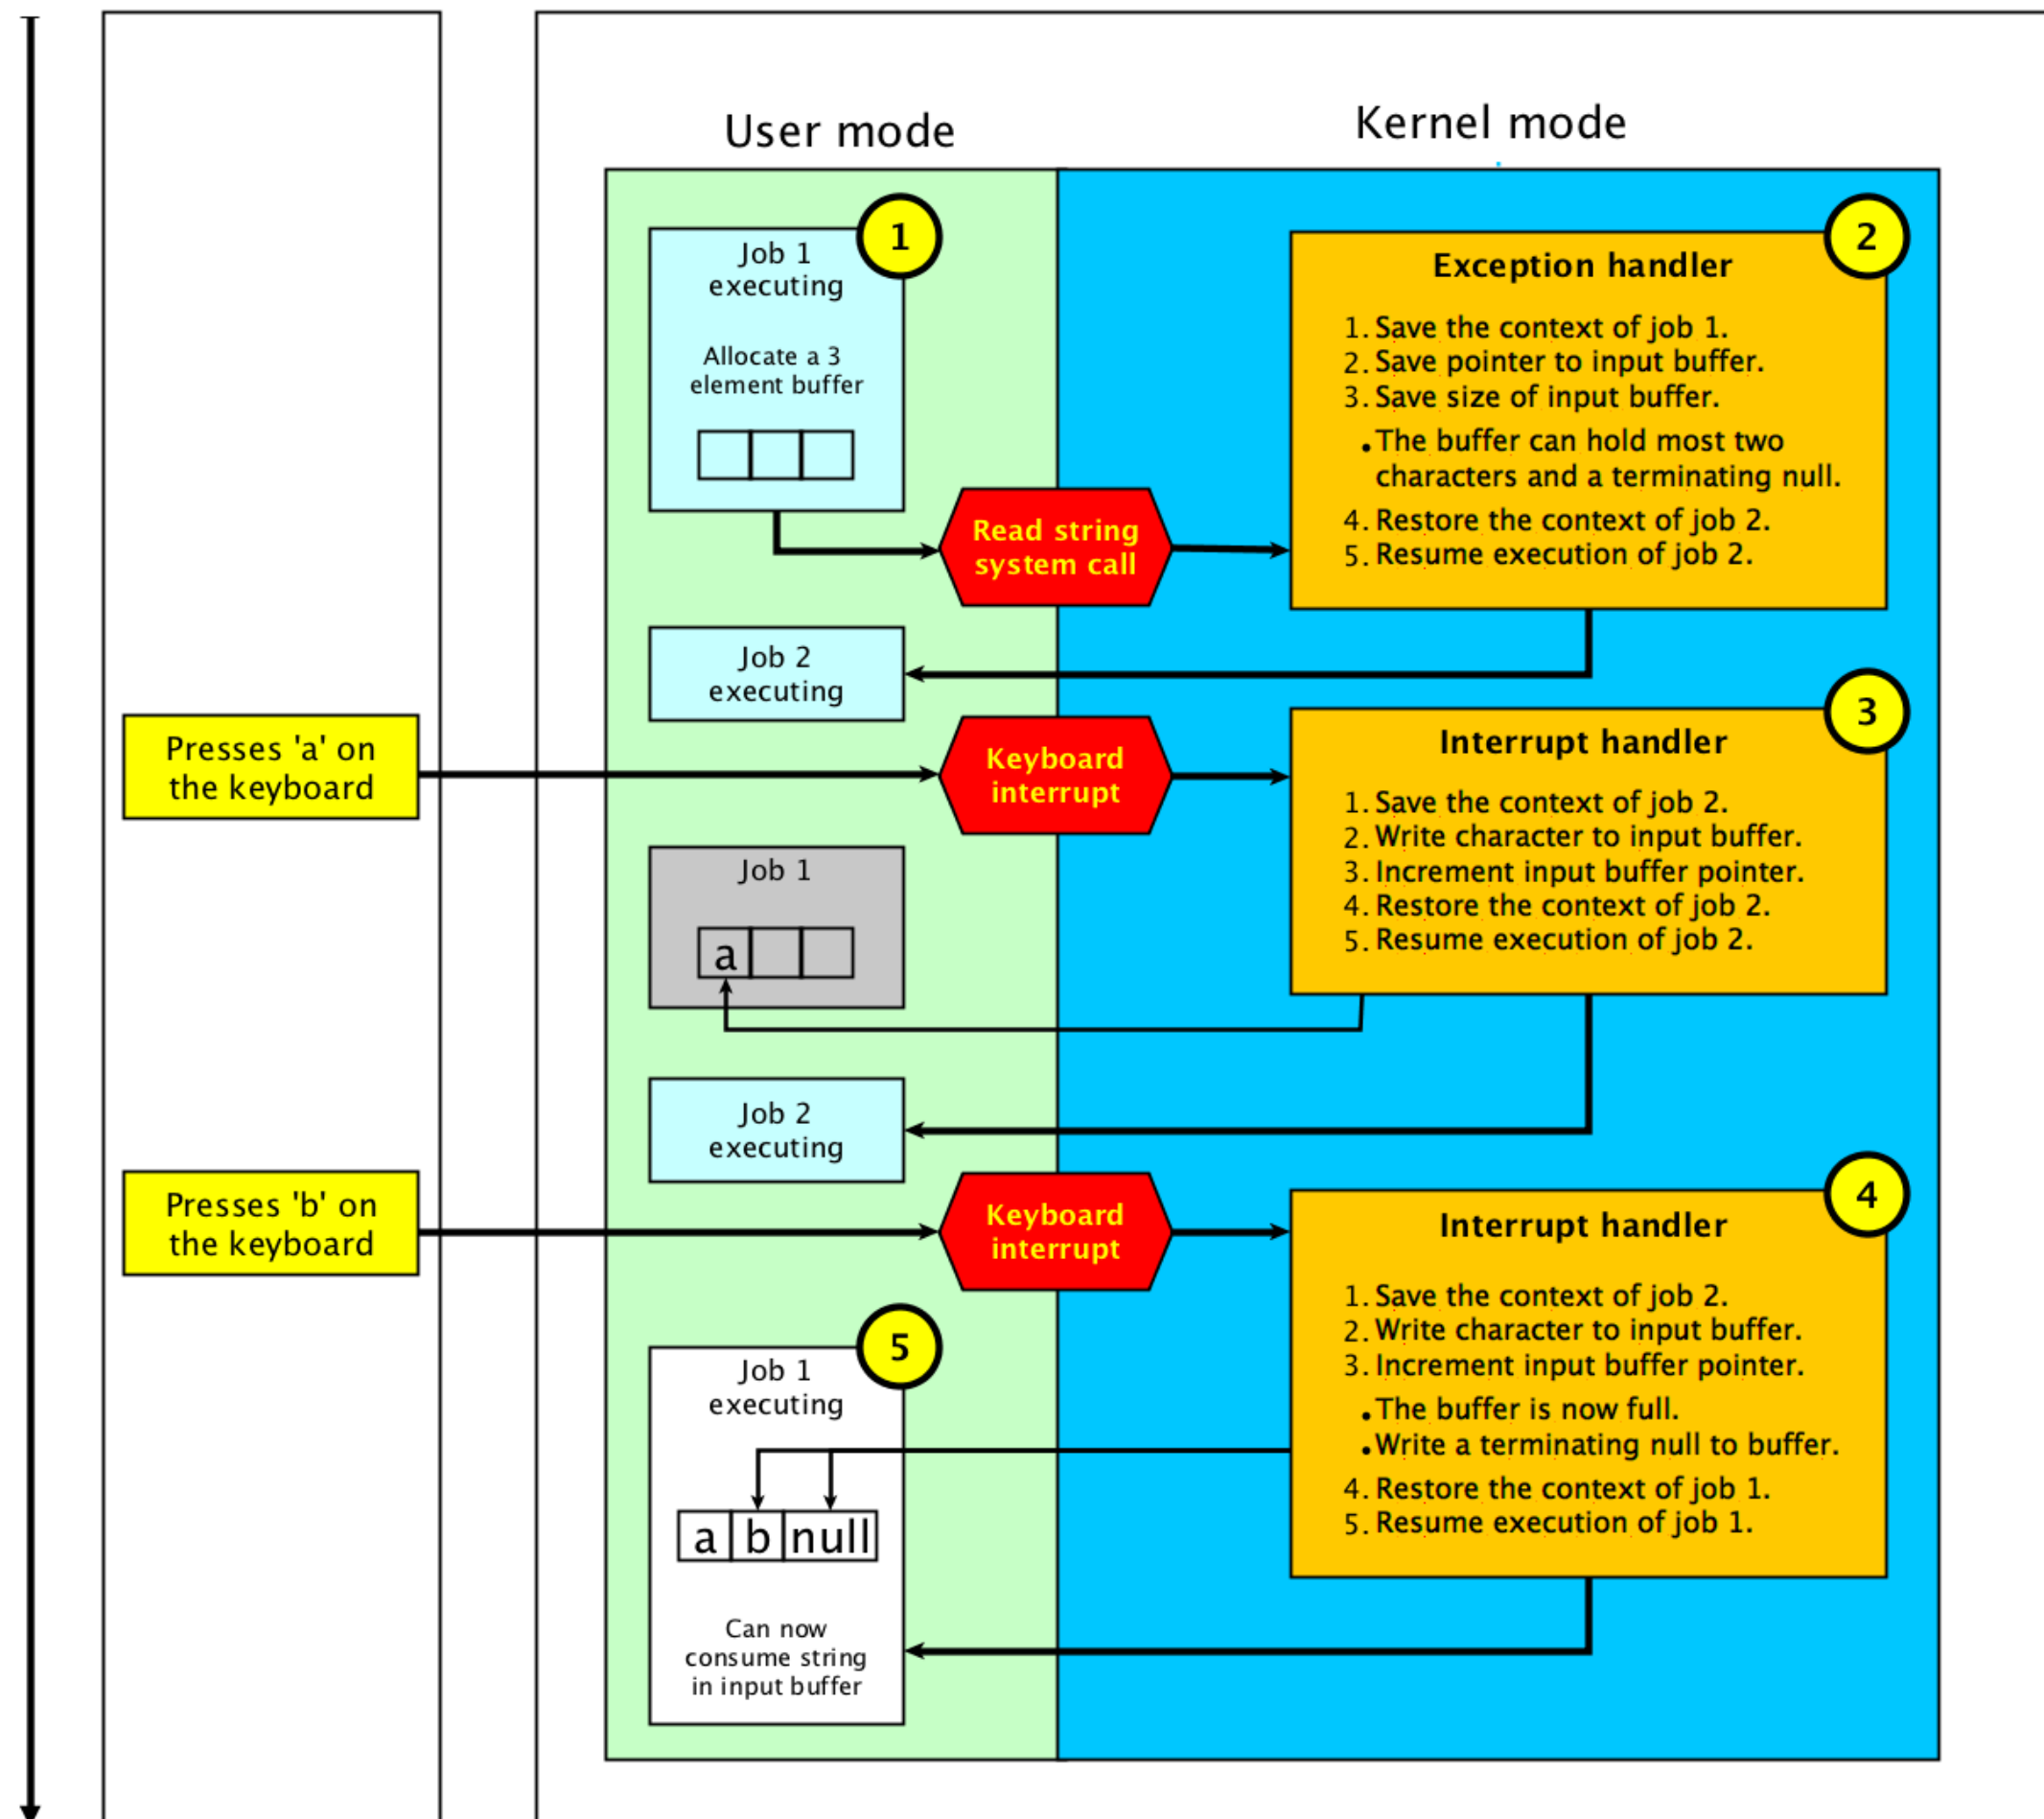 User mode
Kernel mode
1
Job 1
executing
Allocate a 3
element buffer
2
Exception handler
1. Save the context of job 1.
2. Save pointer to input buffer.
3. Save size of input buffer.
• The buffer can hold most two
characters and a terminating null.
4. Restore the context of job 2.
5. Resume execution of job 2.
Read string
system call
Job 2
executing
Presses 'a' on
the keyboard
Keyboard
interrupt
3
Interrupt handler
1. Save the context of job 2.
2. Write character to input buffer.
3. Increment input buffer pointer.
4. Restore the context of job 2.
5. Resume execution of job 2.
Job 1
a
Job 2
executing
Presses 'b' on
the keyboard
Keyboard
interrupt
4
Interrupt handler
1. Save the context of job 2.
2. Write character to input buffer.
3. Increment input buffer pointer.
• The buffer is now full.
• Write a terminating null to buffer.
4. Restore the context of job 1.
5. Resume execution of job 1.
5
Job 1
executing
a b null
Can now
consume string
in input buffer